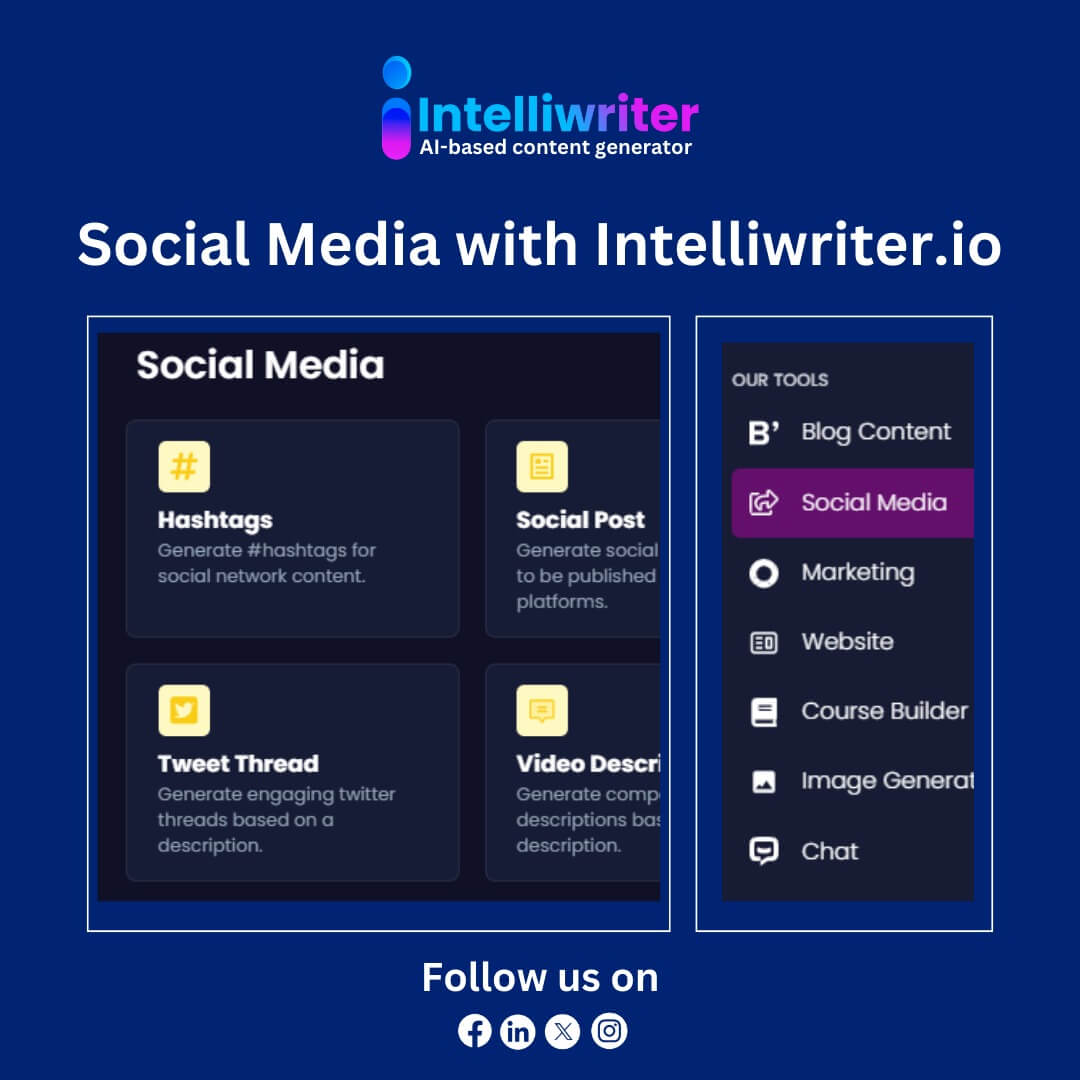 Intelliwriter
AI-based content generator
Social Media with Intelliwriter.io
Social Media
#
Hashtags
Generate #hashtags for
social network content.
Social Post
Generate social
to be published
platforms.
Tweet Thread
Generate engaging twitter
threads based on a
description.
Video Descri
Generate comp
descriptions bas
description.
OUR TOOLS
B’ Blog Content
Social Media
Marketing
Website
Course Builder
Image Generat
Chat
Follow us on